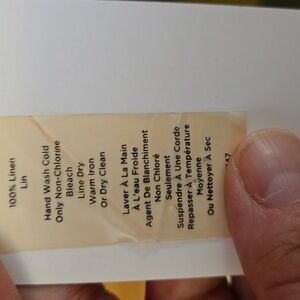 100% Linen
Lin
Hand Wash Cold
Only Non-Chlorine
Bleach
Line Dry
Warm Iron
Or Dry Clean
Laver À La Main
À L'eau Froide
Agent De Blanchiment
Non Chloré
Seulement
Suspendre À Une Corde
Repasser À Température
Moyenne
Ou Nettoyer À Sec